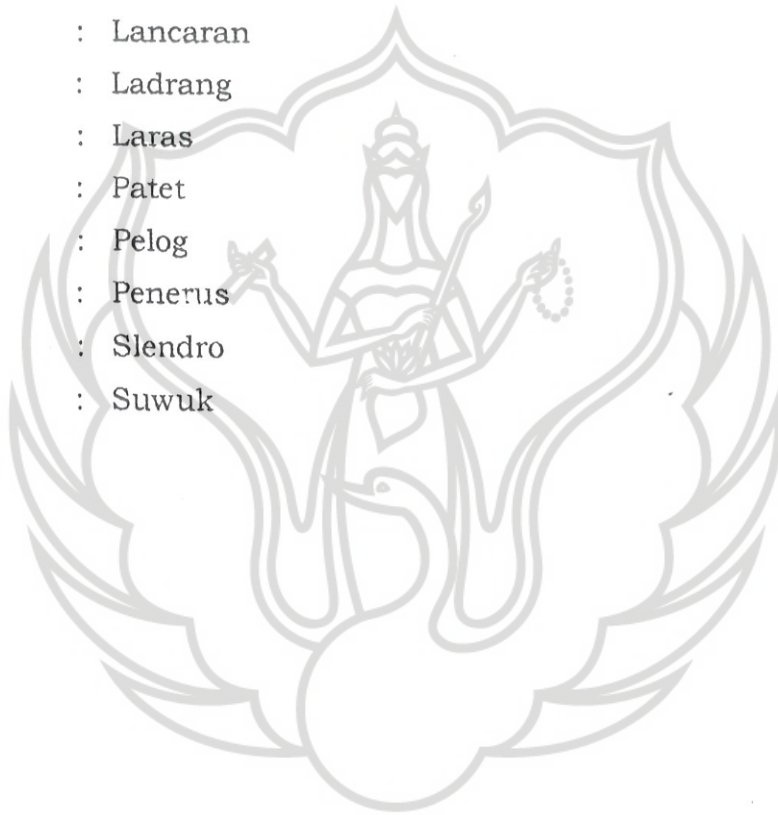 : Lancaran
: Ladrang
: Laras
: Patet
: Pelog
: Penerus
: Slendro
: Suwuk